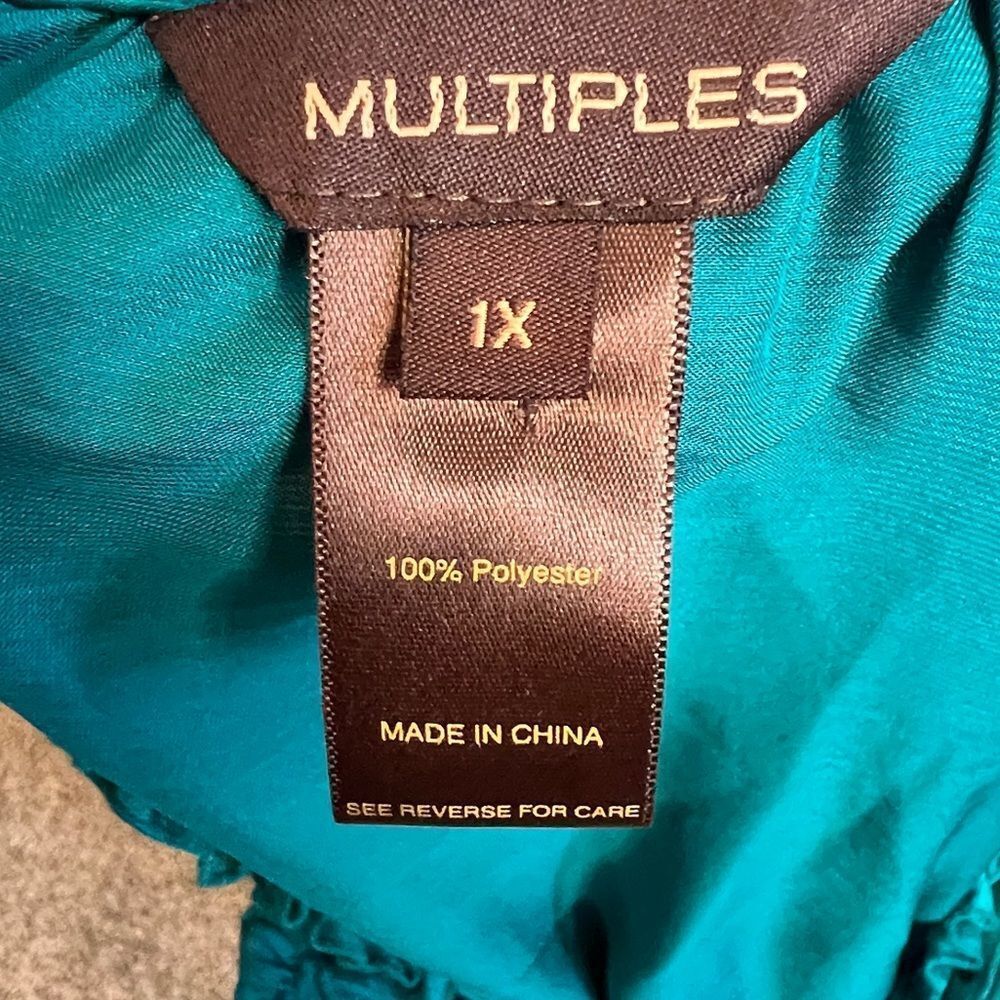 MULTIPLES
1X
100% Polyester
MADE IN CHINA
SEE REVERSE FOR CARE